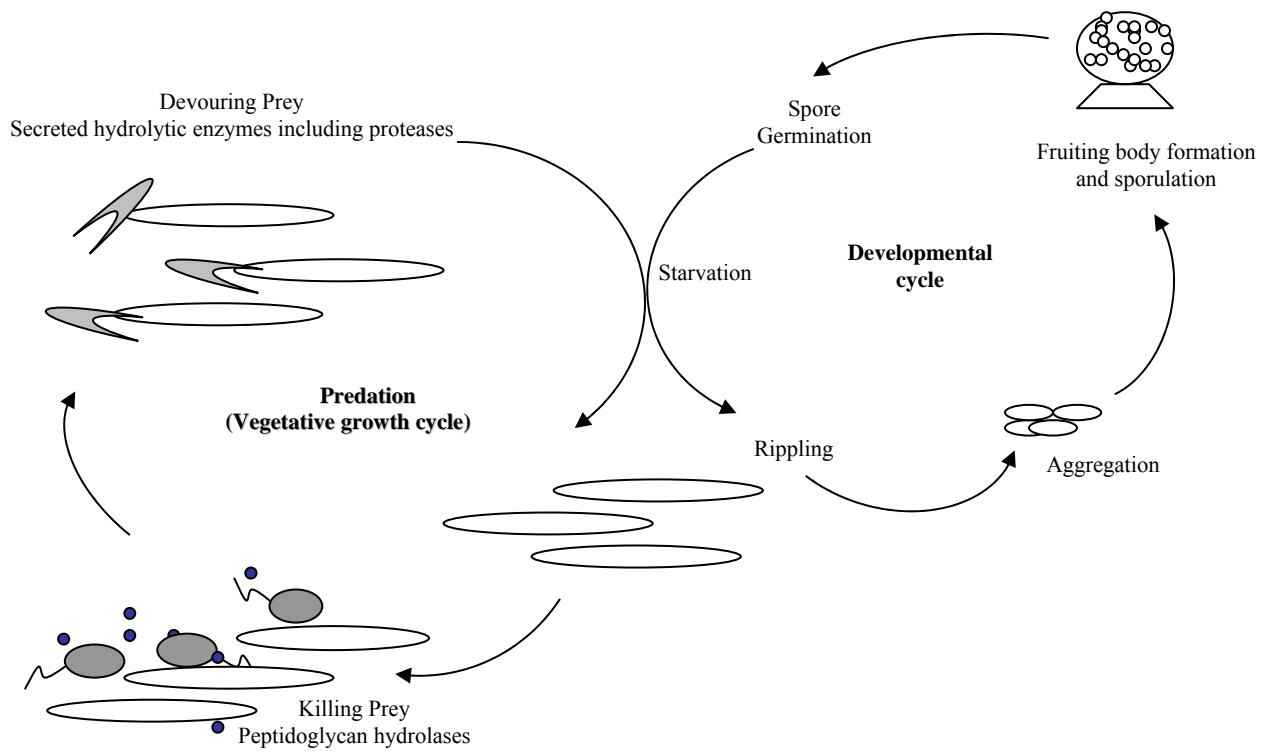 Devouring Prey
Secreted hydrolytic enzymes including proteases
Spore
Germination
Fruiting body formation
and sporulation
Starvation
Developmental
cycle
Predation
(Vegetative growth cycle)
Rippling
Aggregation
Killing Prey
Peptidoglycan hydrolases